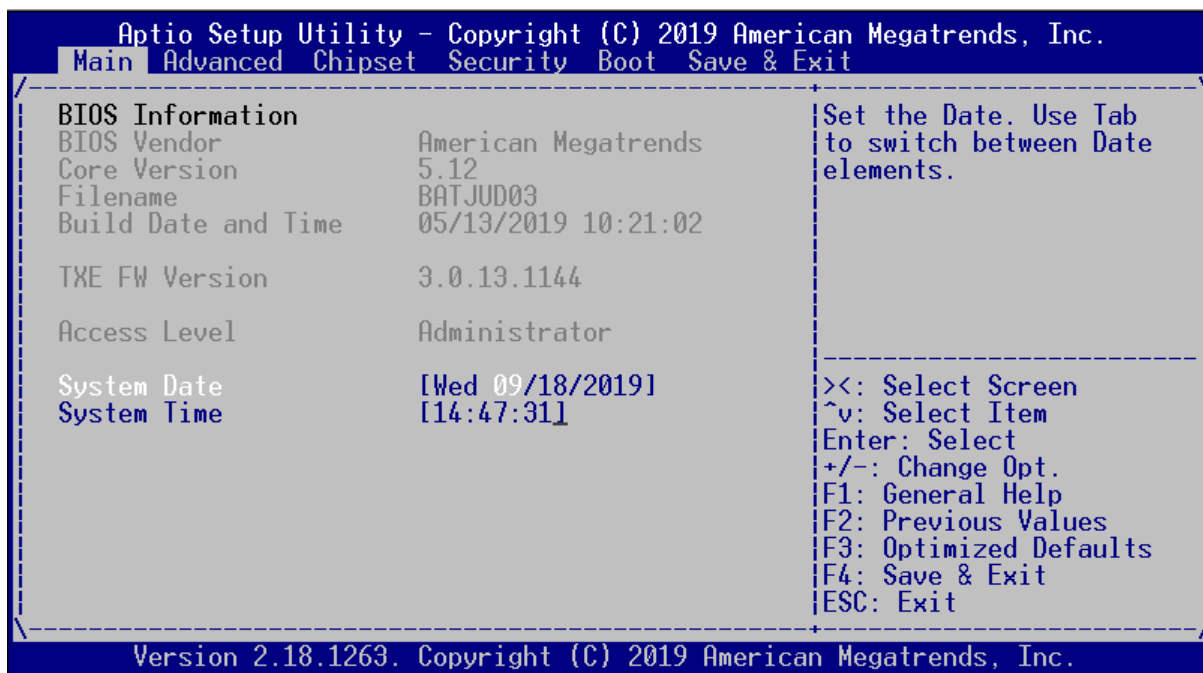 Aptio Setup Utility - Copyright (C) 2019 American Megatrends, Inc.
Main Advanced Chipset Security Boot Save & Exit
BIOS Information
BIOS Vendor American Megatrends
Core Version 5.12
Filename BATJUD03
Build Date and Time 05/13/2019 10:21:02
TXE FW Version 3.0.13.1144
Access Level Administrator
System Date [Wed 09/18/2019]
System Time [14:47:31]
Set the Date. Use Tab
to switch between Date
elements.
><: Select Screen
^v: Select Item
Enter: Select
+/-: Change Opt.
F1: General Help
F2: Previous Values
F3: Optimized Defaults
F4: Save & Exit
ESC: Exit
Version 2.18.1263. Copyright (C) 2019 American Megatrends, Inc.